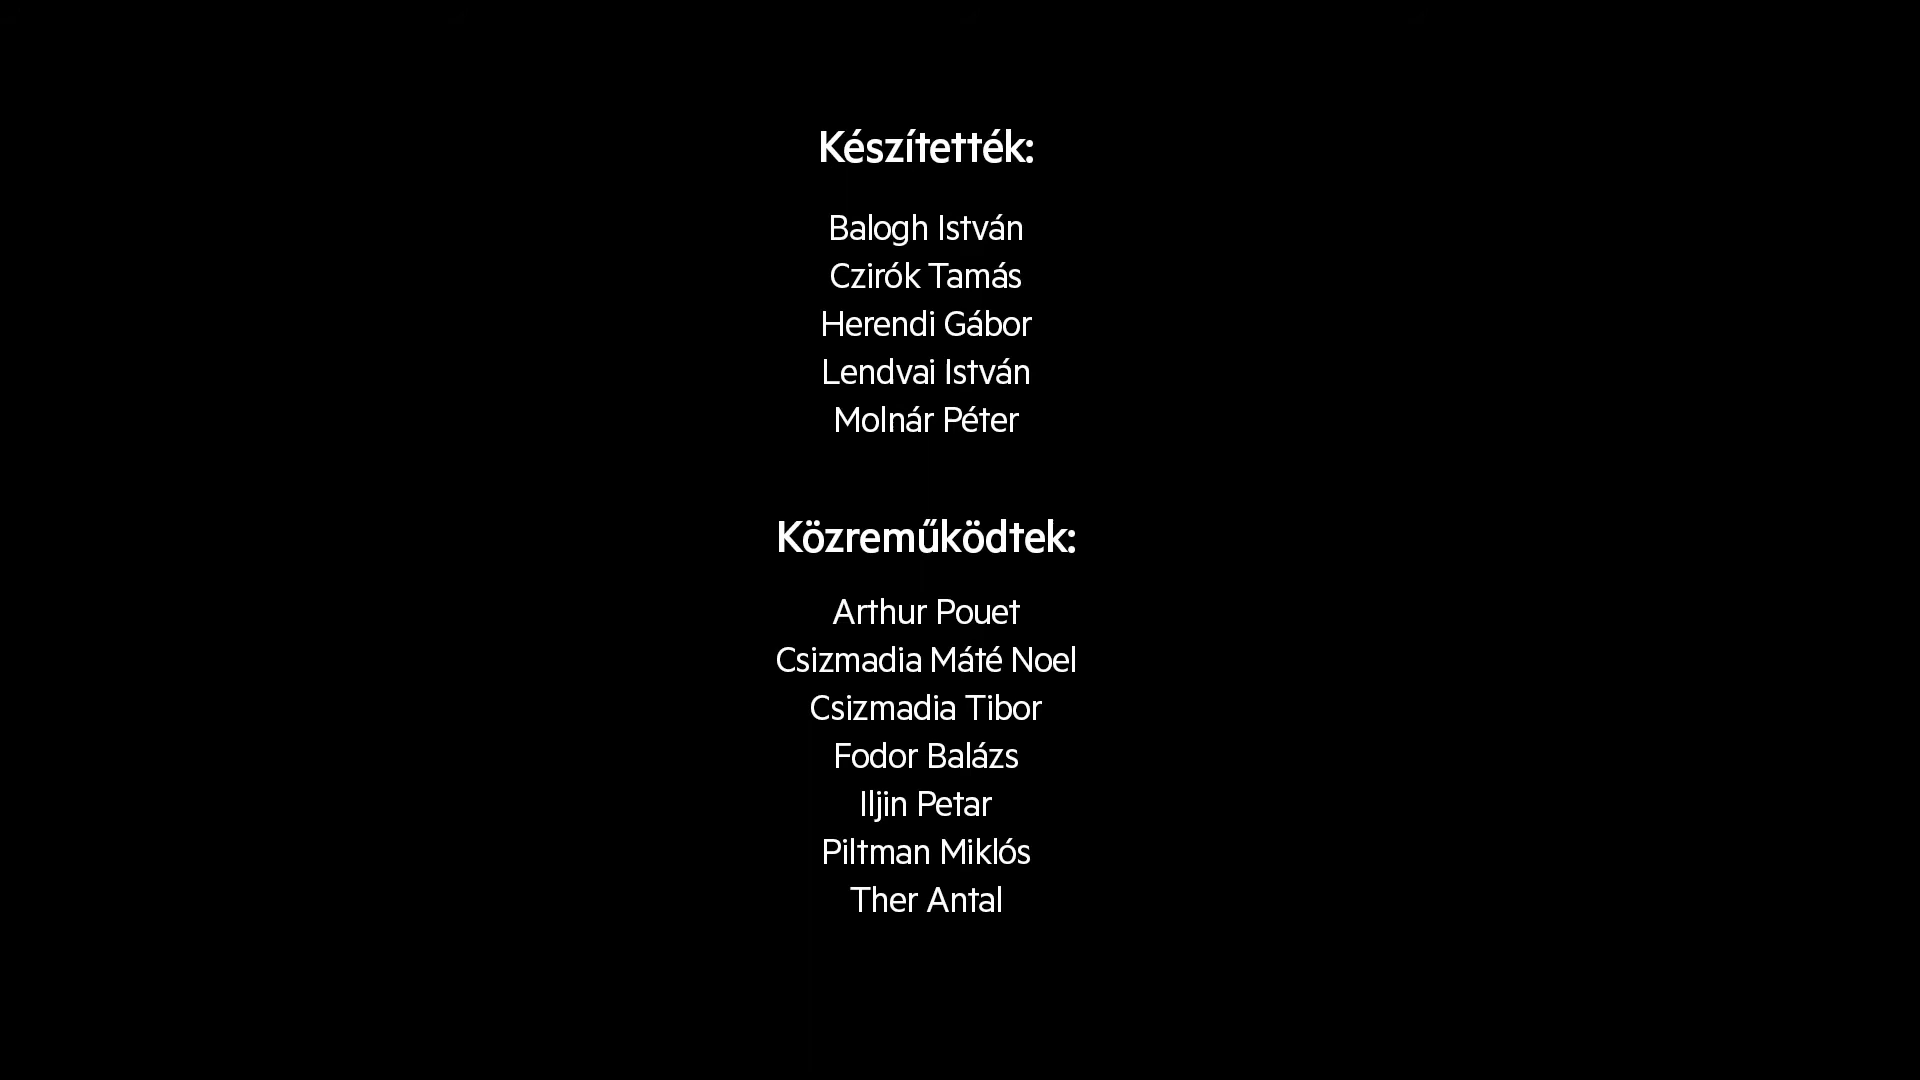 Készítették:
Balogh István
Czirók Tamás
Herendi Gábor
Lendvai István
Molnár Péter
Közreműködtek:
Arthur Pouet
Csizmadia Máté Noel
Csizmadia Tibor
Fodor Balázs
Iljin Petar
Piltman Miklós
Ther Antal